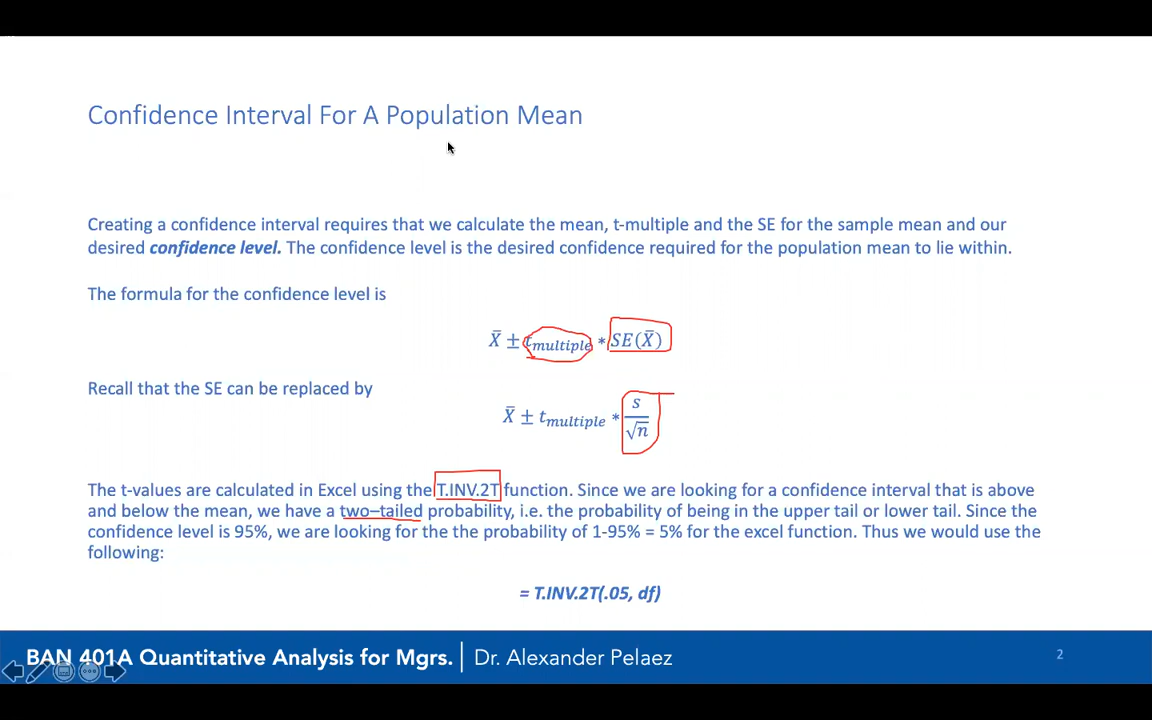 Confidence Interval For A Population Mean
Creating a confidence interval requires that we calculate the mean, t-multiple and the SE for the sample mean and our
desired confidence level. The confidence level is the desired confidence required for the population mean to lie within.
The formula for the confidence level is
X̄ ± t_multiple * SE(X̄)
Recall that the SE can be replaced by
X̄ ± t_multiple * s/√n
The t-values are calculated in Excel using the T.INV.2T function. Since we are looking for a confidence interval that is above
and below the mean, we have a two–tailed probability, i.e. the probability of being in the upper tail or lower tail. Since the
confidence level is 95%, we are looking for the the probability of 1-95% = 5% for the excel function. Thus we would use the
following:
= T.INV.2T(.05, df)
BAN 401A Quantitative Analysis for Mgrs. | Dr. Alexander Pelaez
2